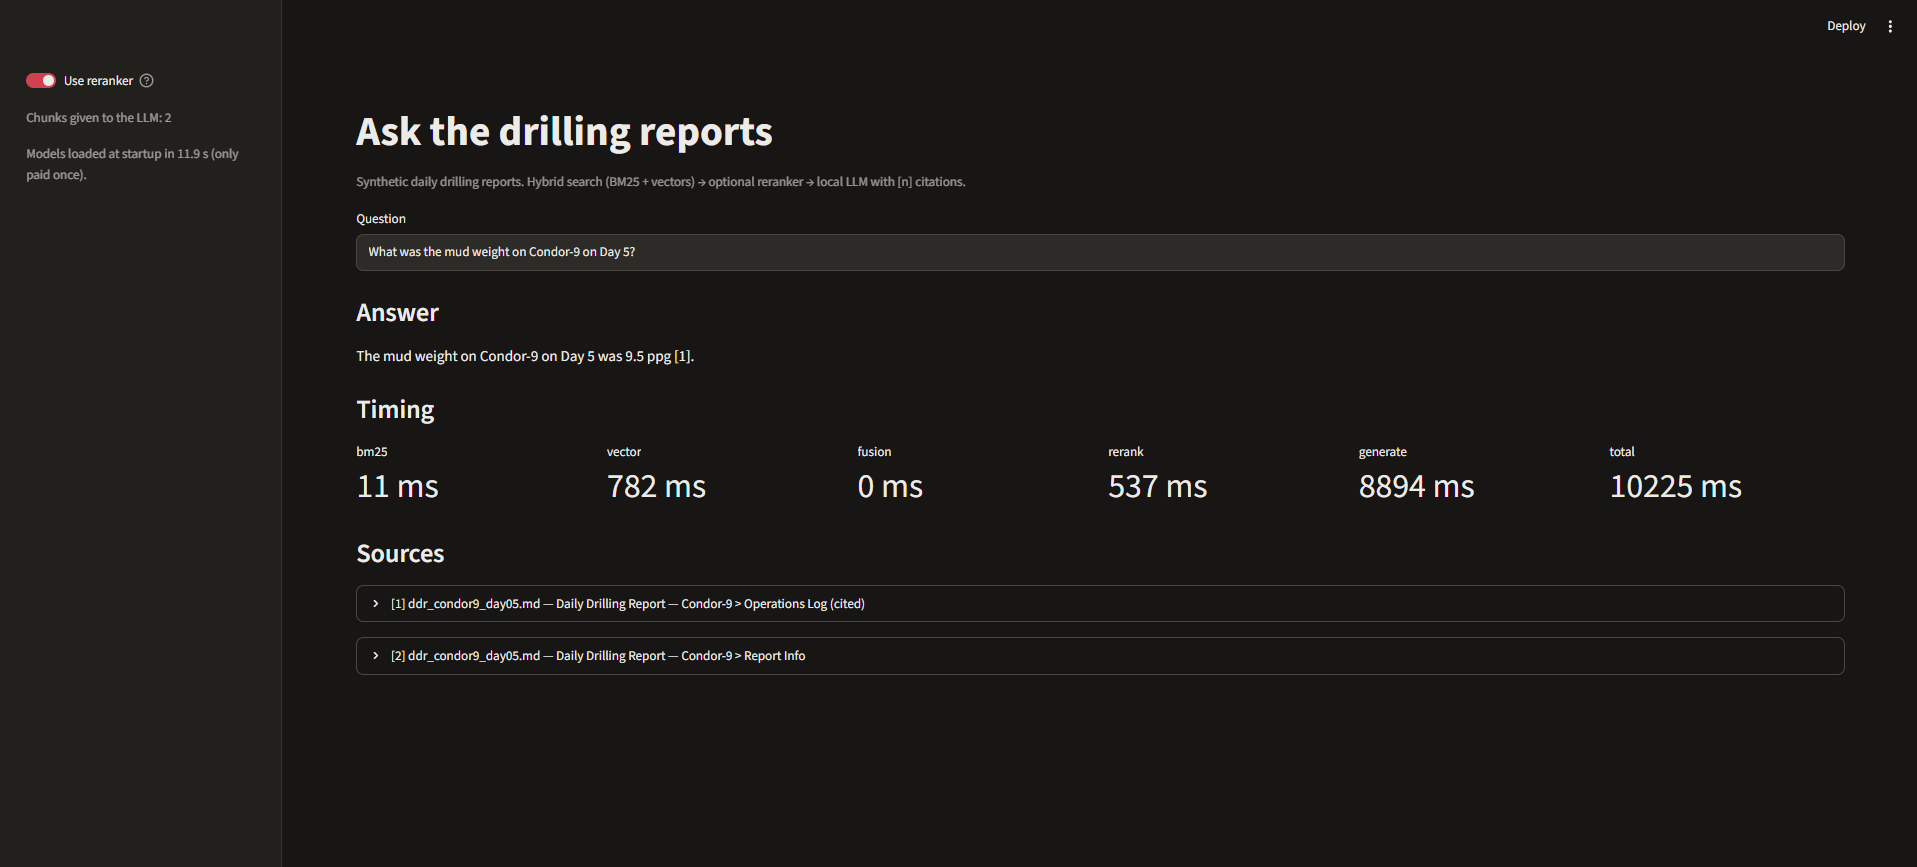 Deploy
Use reranker
Chunks given to the LLM: 2
Models loaded at startup in 11.9 s (only
paid once).
Ask the drilling reports
Synthetic daily drilling reports. Hybrid search (BM25 + vectors) → optional reranker → local LLM with [n] citations.
Question
What was the mud weight on Condor-9 on Day 5?
Answer
The mud weight on Condor-9 on Day 5 was 9.5 ppg [1].
Timing
bm25 vector fusion rerank generate total
11 ms 782 ms 0 ms 537 ms 8894 ms 10225 ms
Sources
[1] ddr_condor9_day05.md — Daily Drilling Report — Condor-9 > Operations Log (cited)
[2] ddr_condor9_day05.md — Daily Drilling Report — Condor-9 > Report Info